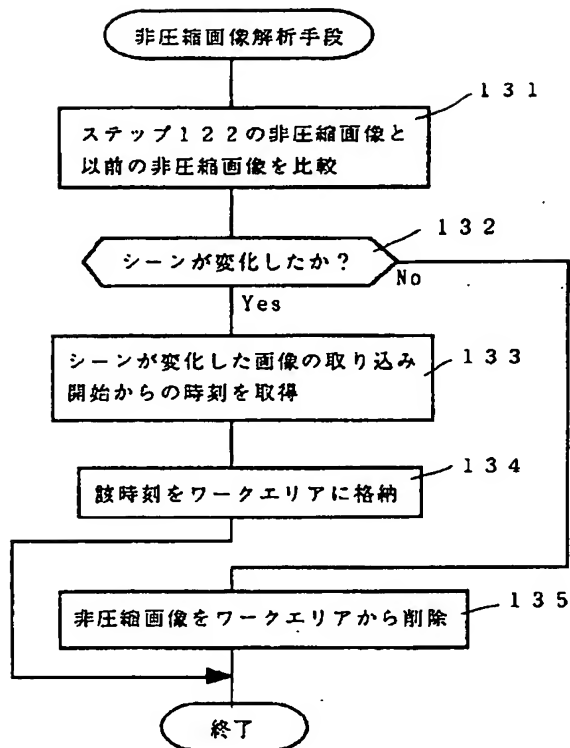 非圧縮画像解析手段
131
ステップ122の非圧縮画像と
以前の非圧縮画像を比較
132
シーンが変化したか?
No
Yes
シーンが変化した画像の取り込み
開始からの時刻を取得
133
134
該時刻をワークエリアに格納
非圧縮画像をワークエリアから削除
135
終了